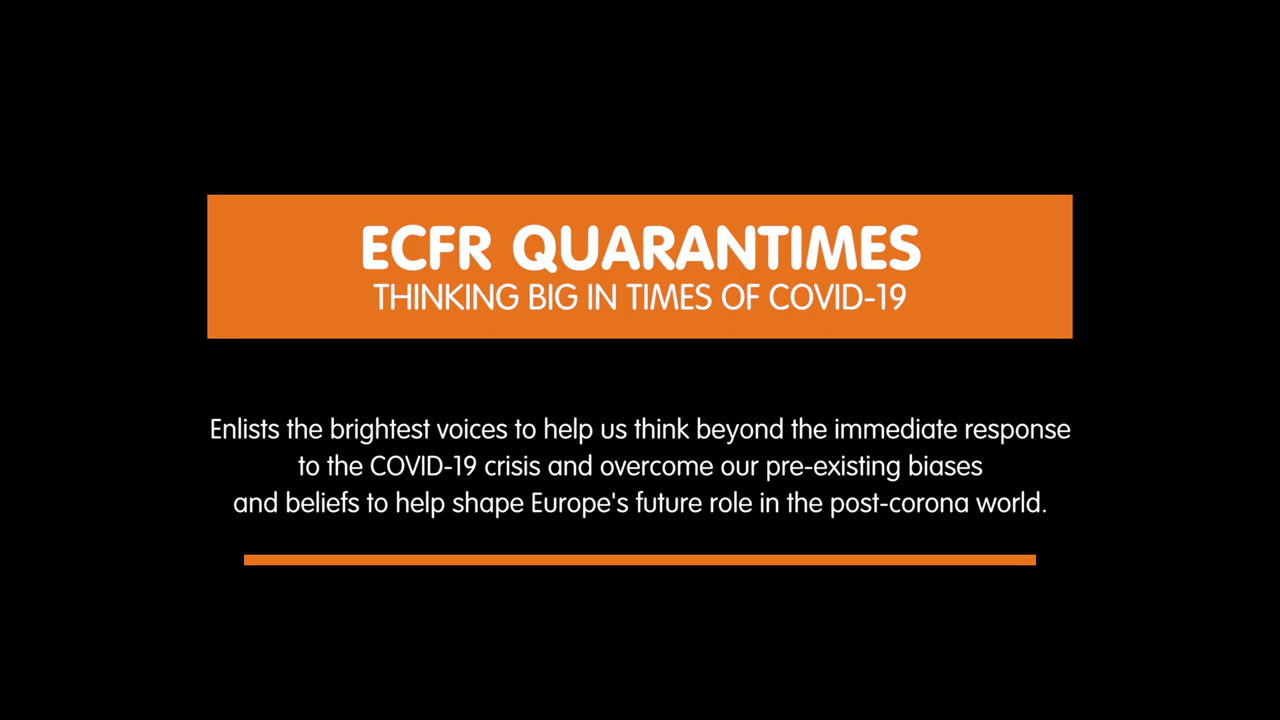 ECFR QUARANTIMES
THINKING BIG IN TIMES OF COVID-19
Enlists the brightest voices to help us think beyond the immediate response
to the COVID-19 crisis and overcome our pre-existing biases
and beliefs to help shape Europe's future role in the post-corona world.